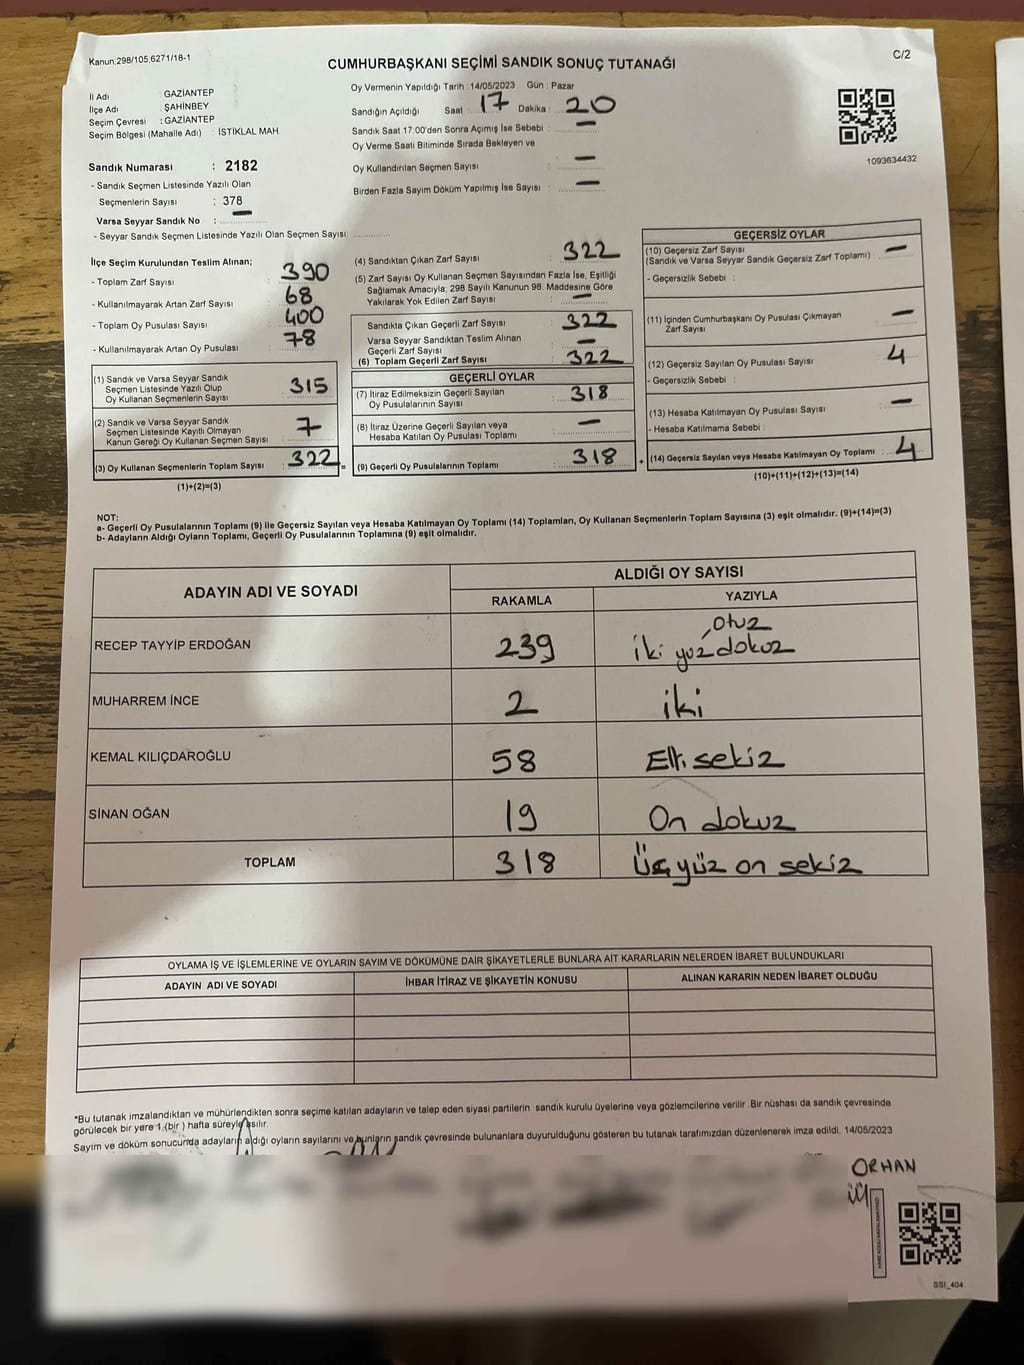 Kanun.298/105,6271/18-1
CUMHURBAŞKANI SEÇİMİ SANDIK SONUÇ TUTANAĞI
C/2
İl Adı : GAZİANTEP
İlçe Adı : ŞAHİNBEY
Seçim Çevresi : GAZİANTEP
Seçim Bölgesi (Mahalle Adı) : İSTİKLAL MAH.
Sandık Numarası : 2182
- Sandık Seçmen Listesinde Yazılı Olan
Seçmenlerin Sayısı : 378
Varsa Seyyar Sandık No : —
- Seyyar Sandık Seçmen Listesinde Yazılı Olan Seçmen Sayısı:
Oy Vermenin Yapıldığı Tarih : 14/05/2023 Gün : Pazar
Sandığın Açıldığı Saat : 17 Dakika : 20
Sandık Saat 17.00'den Sonra Açımış İse Sebebi : —
Oy Verme Saati Bitiminde Sırada Bekleyen ve
Oy Kullandırılan Seçmen Sayısı —
Birden Fazla Sayım Döküm Yapılmış İse Sayısı : —
1093634432
İlçe Seçim Kurulundan Teslim Alınan;
- Toplam Zarf Sayısı : 390
- Kullanılmayarak Artan Zarf Sayısı : 68
- Toplam Oy Pusulası Sayısı : 400
- Kullanılmayarak Artan Oy Pusulası : 78
(1) Sandık ve Varsa Seyyar Sandık
Seçmen Listesinde Yazılı Olup
Oy Kullanan Seçmenlerin Sayısı : 315
(2) Sandık ve Varsa Seyyar Sandık
Seçmen Listesinde Kayıtlı Olmayan
Kanun Gereği Oy Kullanan Seçmen Sayısı : 7
(3) Oy Kullanan Seçmenlerin Toplam Sayısı : 322 =
(1)+(2)=(3)
(4) Sandıktan Çıkan Zarf Sayısı : 322
(5) Zarf Sayısı Oy Kullanan Seçmen Sayısından Fazla İse, Eşitliği
Sağlamak Amacıyla; 298 Sayılı Kanunun 98. Maddesine Göre
Yakılarak Yok Edilen Zarf Sayısı : —
Sandıkta Çıkan Geçerli Zarf Sayısı : 322
Varsa Seyyar Sandıktan Teslim Alınan
Geçerli Zarf Sayısı : —
(6) Toplam Geçerli Zarf Sayısı : 322
GEÇERLİ OYLAR
(7) İtiraz Edilmeksizin Geçerli Sayılan
Oy Pusulalarının Sayısı : 318
(8) İtiraz Üzerine Geçerli Sayılan veya
Hesaba Katılan Oy Pusulası Toplamı : —
(9) Geçerli Oy Pusulalarının Toplamı : 318
GEÇERSİZ OYLAR
(10) Geçersiz Zarf Sayısı : —
(Sandık ve Varsa Seyyar Sandık Geçersiz Zarf Toplamı)
- Geçersizlik Sebebi :
(11) İçinden Cumhurbaşkanı Oy Pusulası Çıkmayan
Zarf Sayısı : —
(12) Geçersiz Sayılan Oy Pusulası Sayısı : 4
- Geçersizlik Sebebi :
(13) Hesaba Katılmayan Oy Pusulası Sayısı : —
- Hesaba Katılmama Sebebi :
(14) Geçersiz Sayılan veya Hesaba Katılmayan Oy Toplamı : 4
(10)+(11)+(12)+(13)=(14)
NOT:
a- Geçerli Oy Pusulalarının Toplamı (9) ile Geçersiz Sayılan veya Hesaba Katılmayan Oy Toplamı (14) Toplamları, Oy Kullanan Seçmenlerin Toplam Sayısına (3) eşit olmalıdır. (9)+(14)=(3)
b- Adayların Aldığı Oyların Toplamı, Geçerli Oy Pusulalarının Toplamına (9) eşit olmalıdır.
ADAYIN ADI VE SOYADI
ALDIĞI OY SAYISI
RAKAMLA YAZIYLA
RECEP TAYYİP ERDOĞAN 239 iki yüz otuz dokuz
MUHARREM İNCE 2 iki
KEMAL KILIÇDAROĞLU 58 Elli sekiz
SİNAN OĞAN 19 On dokuz
TOPLAM 318 Üçyüz on sekiz
OYLAMA İŞ VE İŞLEMLERİNE VE OYLARIN SAYIM VE DÖKÜMÜNE DAİR ŞİKAYETLERLE BUNLARA AİT KARARLARIN NELERDEN İBARET BULUNDUKLARI
ADAYIN ADI VE SOYADI İHBAR İTİRAZ VE ŞİKAYETİN KONUSU ALINAN KARARIN NEDEN İBARET OLDUĞU
*Bu tutanak imzalandıktan ve mühürlendikten sonra seçime katılan adayların ve talep eden siyasi partilerin sandık kurulu üyelerine veya gözlemcilerine verilir .Bir nüshası da sandık çevresinde
görülecek bir yere 1.(bir ) hafta süreyle asılır.
Sayım ve döküm sonucunda adayların aldığı oyların sayılarını ve bunların sandık çevresinde bulunanlara duyurulduğunu gösteren bu tutanak tarafımızdan düzenlenerek imza edildi. 14/05/2023
ORHAN
SSI_404